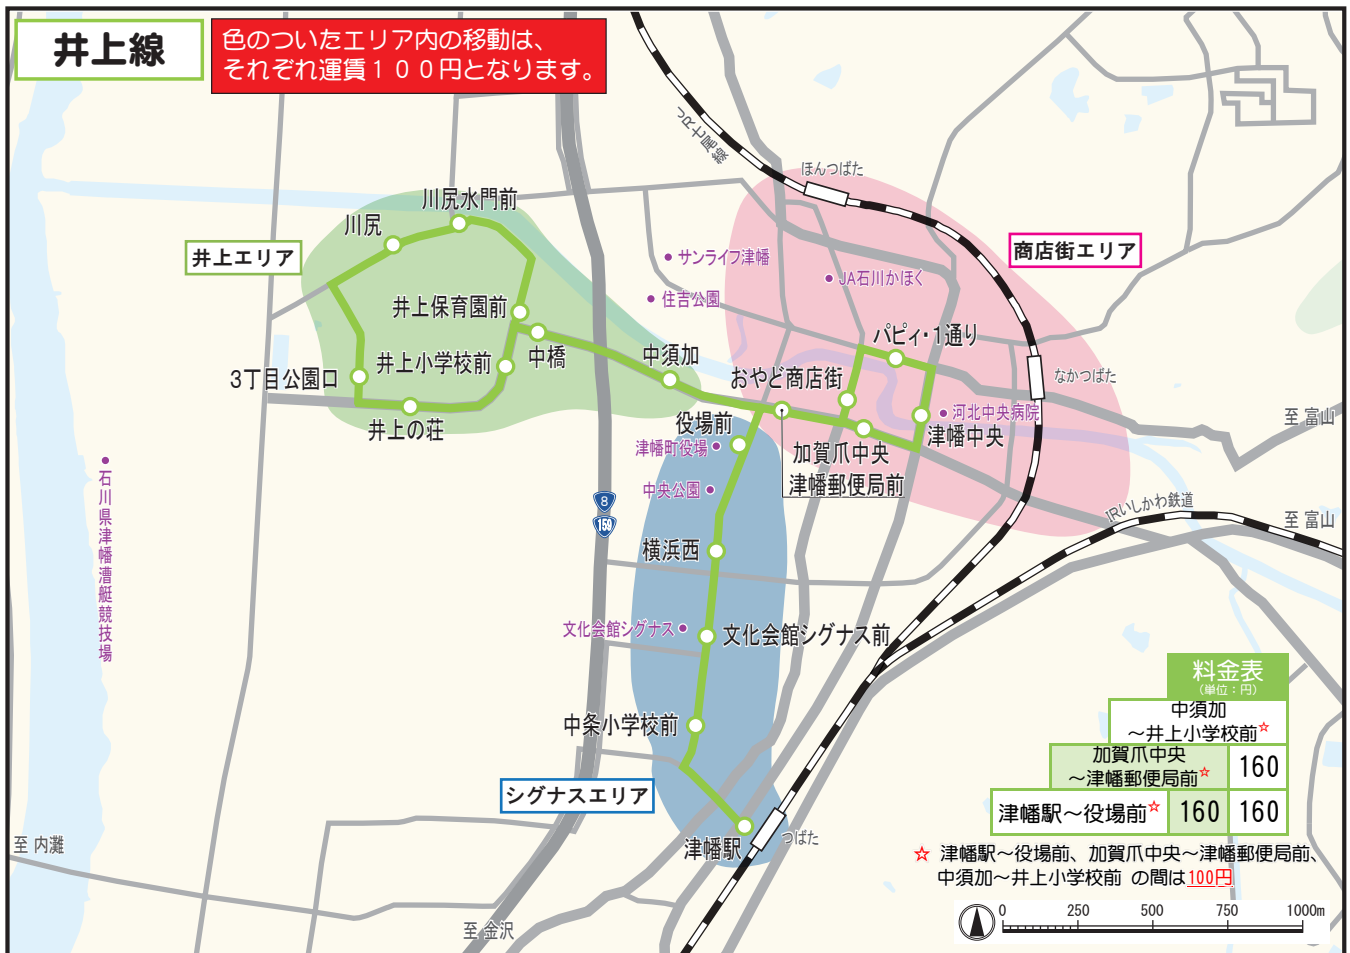 井上線
色のついたエリア内の移動は、
それぞれ運賃１００円となります。
JR七尾線
ほんつばた
川尻水門前
川尻
井上エリア
商店街エリア
サンライフ津幡
JA石川かほく
住吉公園
井上保育園前
パピィ・1通り
中橋
井上小学校前
中須加
おやど商店街
なかつばた
3丁目公園口
井上の荘
役場前
河北中央病院
至 富山
津幡町役場
加賀爪中央
津幡中央
津幡郵便局前
中央公園
石川県津幡漕艇競技場
8
159
IRいしかわ鉄道
至 富山
横浜西
文化会館シグナス
文化会館シグナス前
中条小学校前
シグナスエリア
津幡駅
つばた
至 内灘
至 金沢
料金表
（単位：円）
中須加
～井上小学校前☆
加賀爪中央
～津幡郵便局前☆
160
津幡駅～役場前☆
160
160
☆ 津幡駅～役場前、加賀爪中央～津幡郵便局前、
中須加～井上小学校前 の間は100円
0 250 500 750 1000m